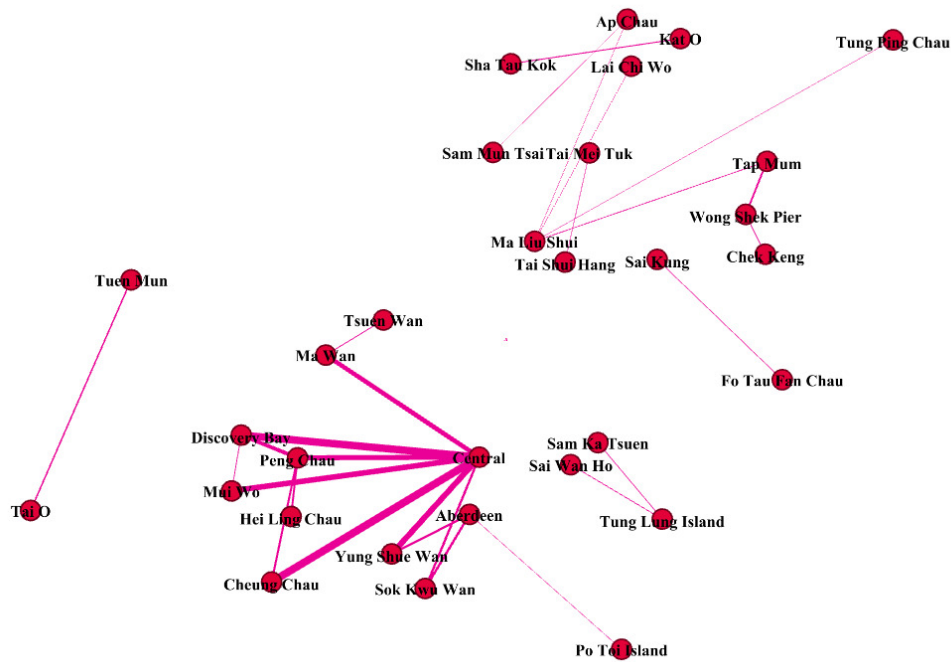 Ap Chau
Kat O
Tung Ping Chau
Sha Tau Kok
Lai Chi Wo
Sam Mun Tsai
Tai Mei Tuk
Tap Mum
Wong Shek Pier
Ma Liu Shui
Chek Keng
Tai Shui Hang
Sai Kung
Tuen Mun
Tsuen Wan
Ma Wan
Fo Tau Fan Chau
Discovery Bay
Sam Ka Tsuen
Peng Chau
Central
Sai Wan Ho
Mui Wo
Tai O
Hei Ling Chau
Aberdeen
Tung Lung Island
Yung Shue Wan
Cheung Chau
Sok Kwu Wan
Po Toi Island